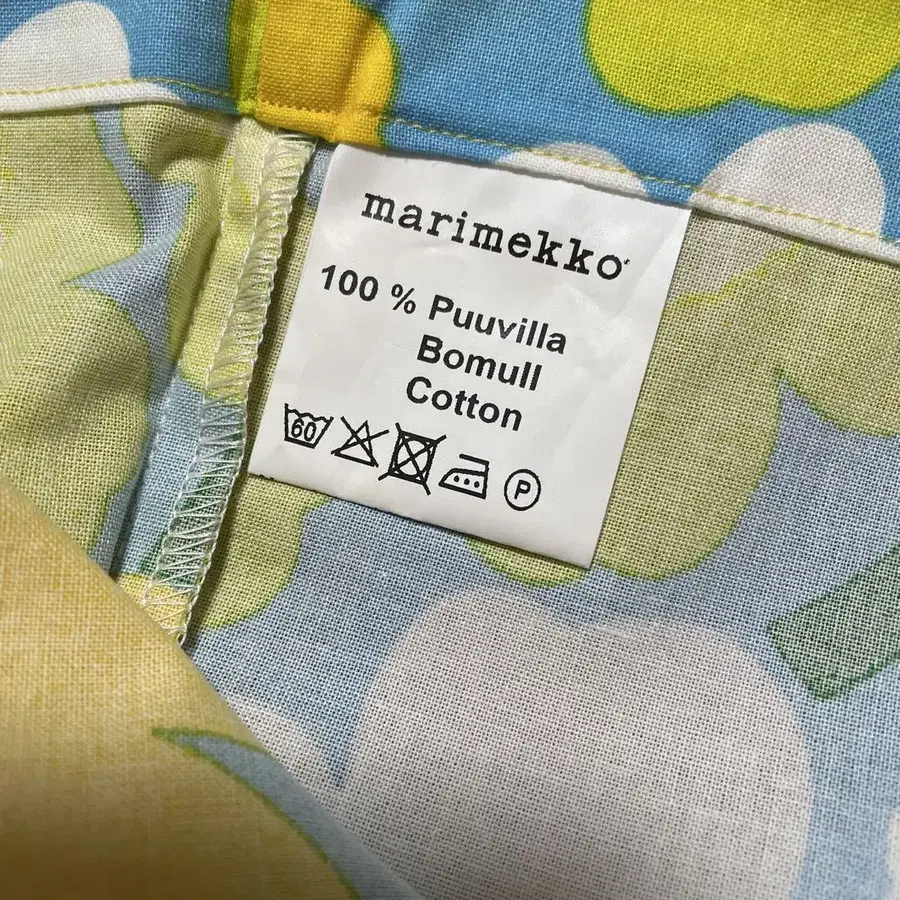 marimekko
100 % Puuvilla
Bomull
Cotton
60
P